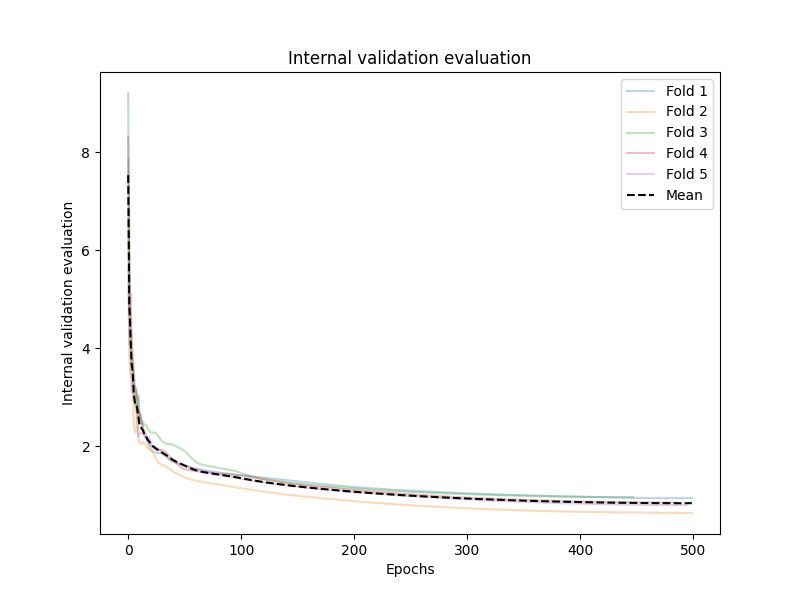 Internal validation evaluation
Fold 1
Fold 2
Fold 3
Fold 4
Fold 5
Mean
Internal validation evaluation
8
6
4
2
0
100
200
300
400
500
Epochs